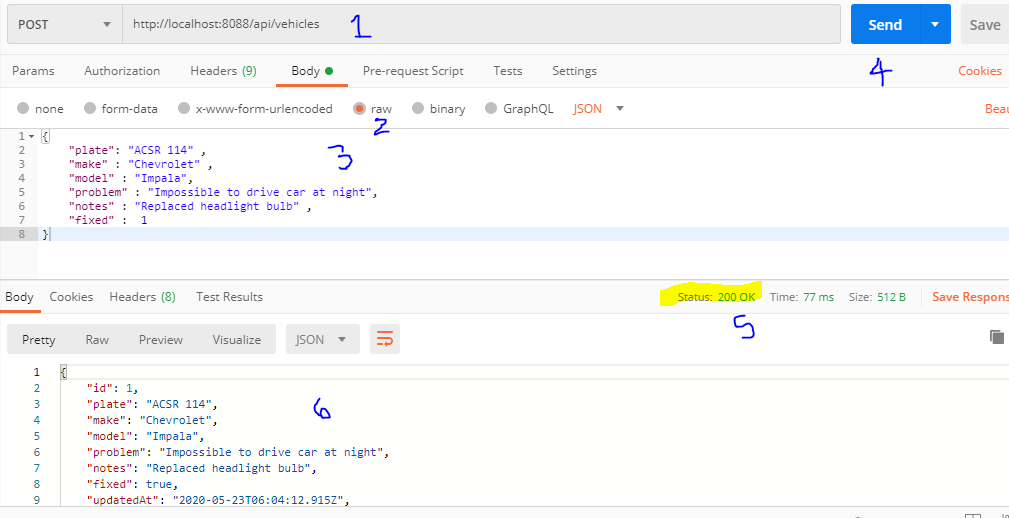 POST http://localhost:8088/api/vehicles 1 Send Save
Params Authorization Headers (9) Body Pre-request Script Tests Settings 4 Cookies
none form-data x-www-form-urlencoded raw binary GraphQL JSON Beau
2
1 {
2 "plate": "ACSR 114" ,
3 "make" : "Chevrolet" ,
3
4 "model" : "Impala",
5 "problem" : "Impossible to drive car at night",
6 "notes" : "Replaced headlight bulb" ,
7 "fixed" : 1
8 }
Body Cookies Headers (8) Test Results Status: 200 OK Time: 77 ms Size: 512 B Save Respons
5
Pretty Raw Preview Visualize JSON
1 {
2 "id": 1,
3 "plate": "ACSR 114",
4 "make": "Chevrolet",
6
5 "model": "Impala",
6 "problem": "Impossible to drive car at night",
7 "notes": "Replaced headlight bulb",
8 "fixed": true,
9 "updatedAt": "2020-05-23T06:04:12.915Z",